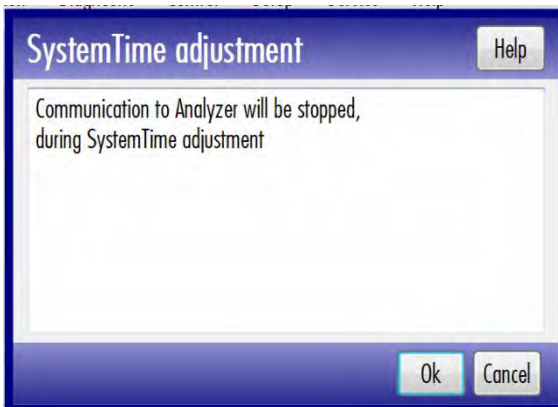 SystemTime adjustment
Help
Communication to Analyzer will be stopped,
during SystemTime adjustment
Ok
Cancel